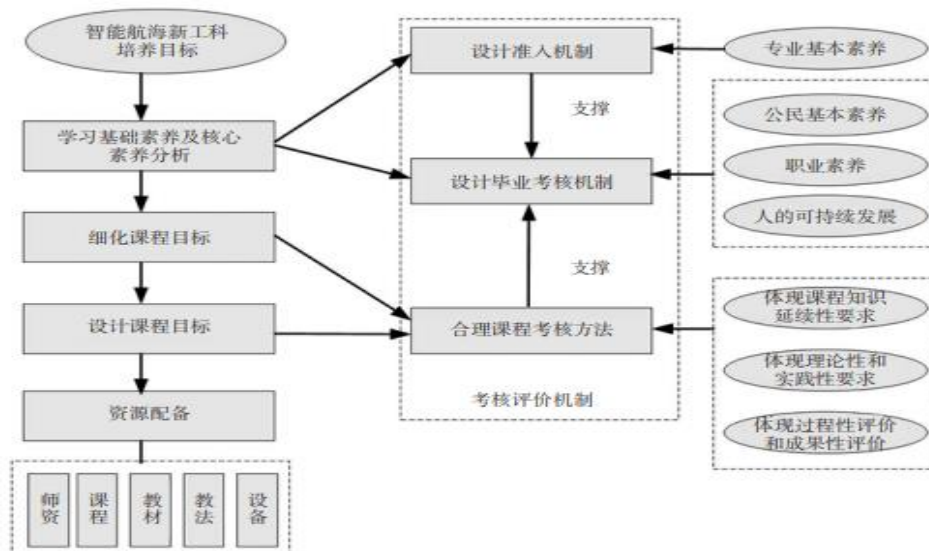 智能航海新工科
培养目标
学习基础素养及核心
素养分析
细化课程目标
设计课程目标
资源配备
师资
课程
教材
教法
设备
设计准入机制
支撑
设计毕业考核机制
支撑
合理课程考核方法
考核评价机制
专业基本素养
公民基本素养
职业素养
人的可持续发展
体现课程知识
延续性要求
体现理论性和
实践性要求
体现过程性评价
和成果性评价